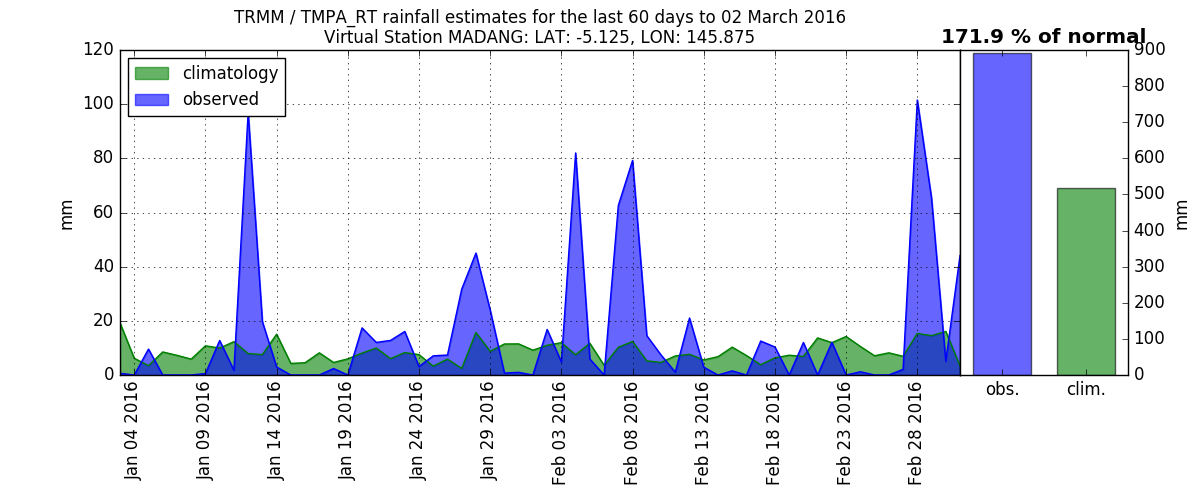 TRMM / TMPA_RT rainfall estimates for the last 60 days to 02 March 2016
Virtual Station MADANG: LAT: -5.125, LON: 145.875
171.9 % of normal
climatology
observed
120
100
80
60
40
20
0
mm
Jan 04 2016
Jan 09 2016
Jan 14 2016
Jan 19 2016
Jan 24 2016
Jan 29 2016
Feb 03 2016
Feb 08 2016
Feb 13 2016
Feb 18 2016
Feb 23 2016
Feb 28 2016
900
800
700
600
500
400
300
200
100
0
mm
obs.
clim.